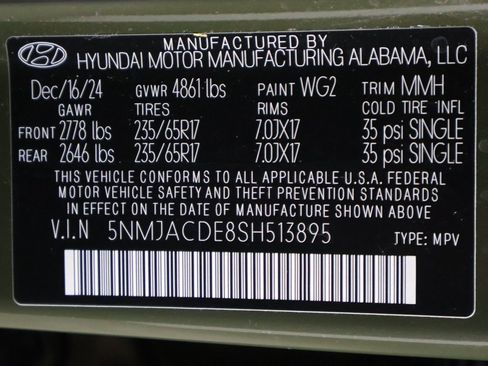 MANUFACTURED BY
HYUNDAI MOTOR MANUFACTURING ALABAMA, LLC
Dec/16/24 GVWR 4861 lbs PAINT WG2 TRIM MMH
GAWR TIRES RIMS COLD TIRE INFL
FRONT 2778 lbs 235/65R17 7.0JX17 35 psi SINGLE
REAR 2646 lbs 235/65R17 7.0JX17 35 psi SINGLE
THIS VEHICLE CONFORMS TO ALL APPLICABLE U.S.A. FEDERAL
MOTOR VEHICLE SAFETY AND THEFT PREVENTION STANDARDS
IN EFFECT ON THE DATE OF MANUFACTURE SHOWN ABOVE
V.I.N 5NMJACDE8SH513895 TYPE: MPV